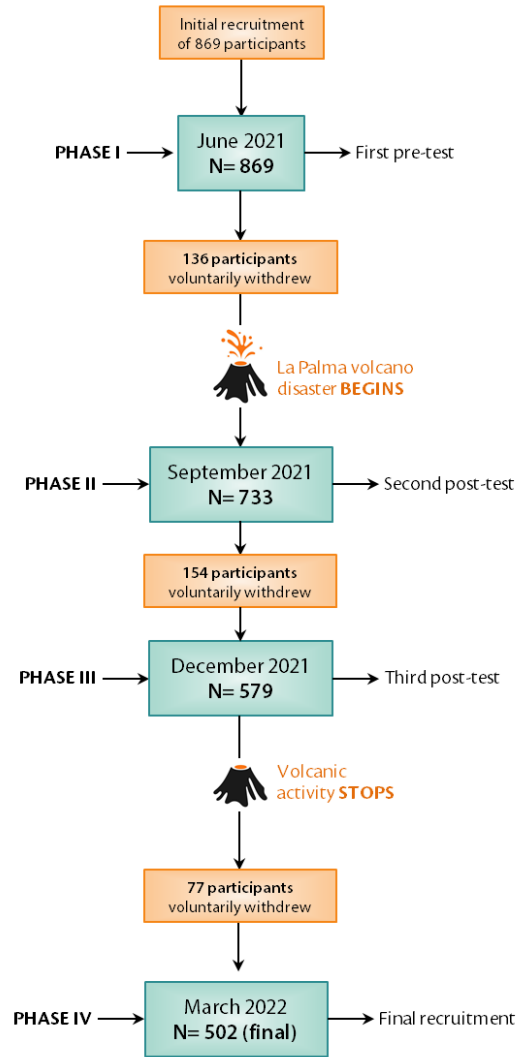 Initial recruitment
of 869 participants
PHASE I
June 2021
N= 869
First pre-test
136 participants
voluntarily withdrew
La Palma volcano
disaster BEGINS
PHASE II
September 2021
N= 733
Second post-test
154 participants
voluntarily withdrew
PHASE III
December 2021
N= 579
Third post-test
Volcanic
activity STOPS
77 participants
voluntarily withdrew
PHASE IV
March 2022
N= 502 (final)
Final recruitment